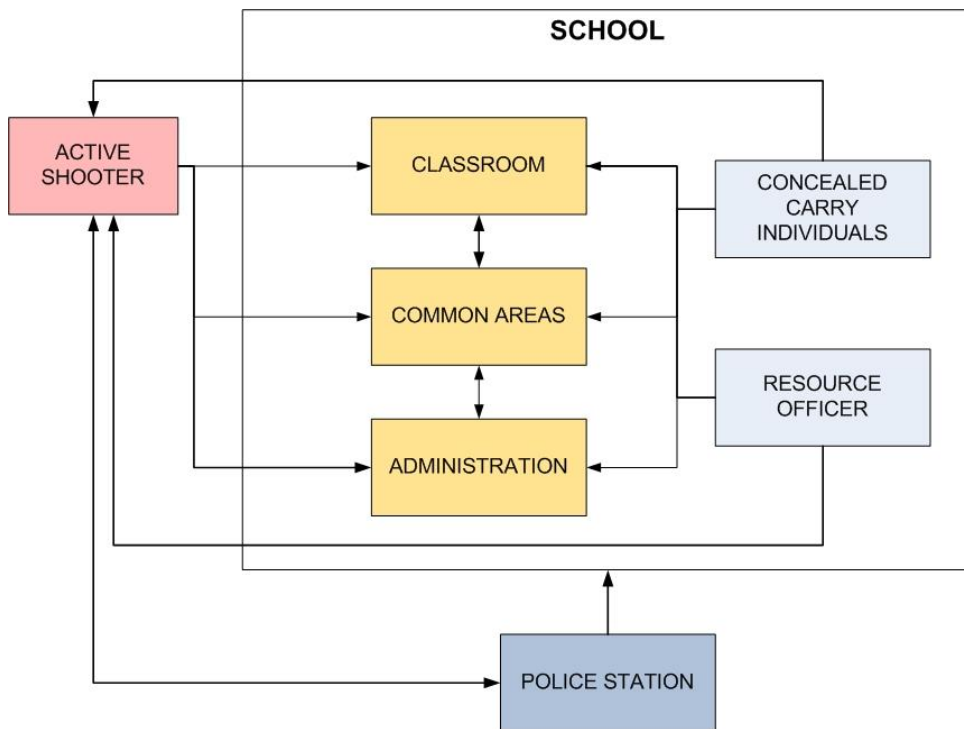 SCHOOL
ACTIVE
SHOOTER
CLASSROOM
CONCEALED
CARRY
INDIVIDUALS
COMMON AREAS
RESOURCE
OFFICER
ADMINISTRATION
POLICE STATION